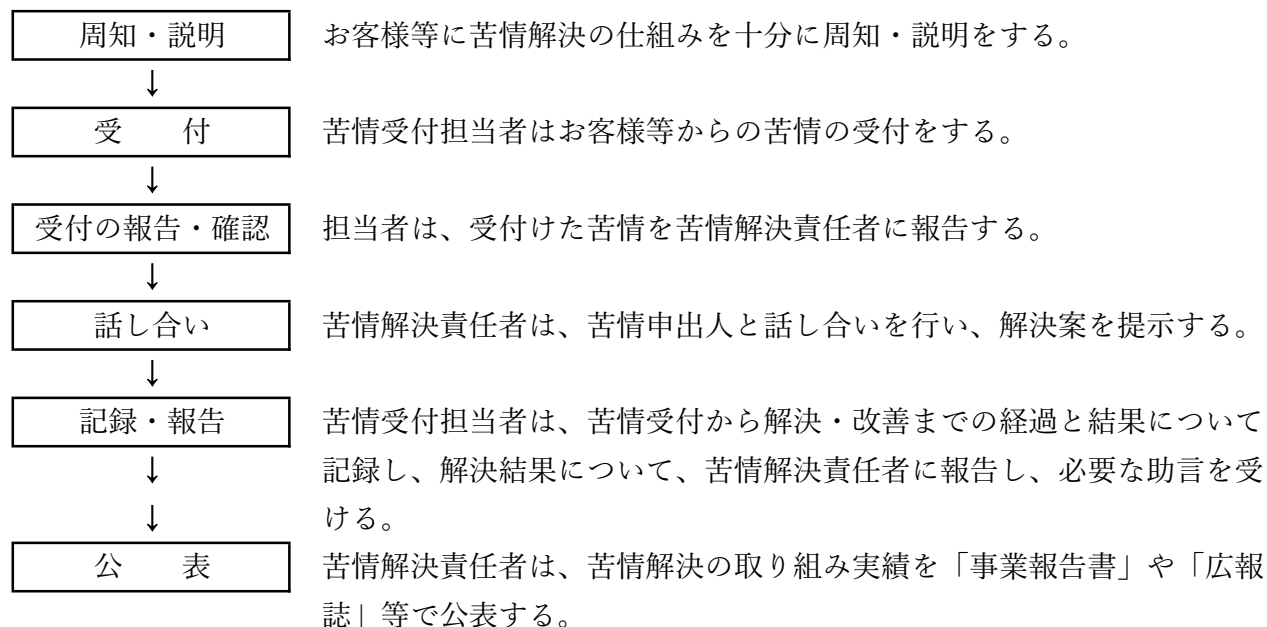 周知・説明 お客様等に苦情解決の仕組みを十分に周知・説明をする。
↓
受　　付 苦情受付担当者はお客様等からの苦情の受付をする。
↓
受付の報告・確認 担当者は、受付けた苦情を苦情解決責任者に報告する。
↓
話し合い 苦情解決責任者は、苦情申出人と話し合いを行い、解決案を提示する。
↓
記録・報告 苦情受付担当者は、苦情受付から解決・改善までの経過と結果について
↓ 記録し、解決結果について、苦情解決責任者に報告し、必要な助言を受
↓ ける。
公　　表 苦情解決責任者は、苦情解決の取り組み実績を「事業報告書」や「広報
誌」等で公表する。